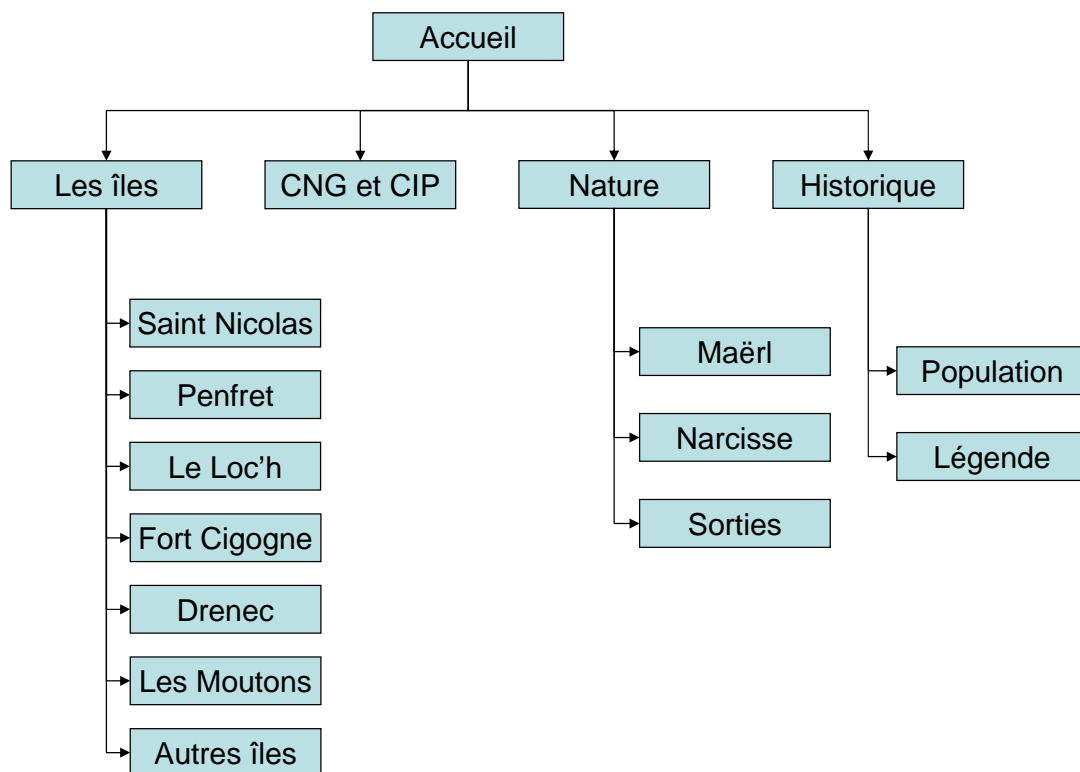 Accueil
Les îles
CNG et CIP
Nature
Historique
Saint Nicolas
Penfret
Le Loc’h
Fort Cigogne
Drenec
Les Moutons
Autres îles
Maërl
Narcisse
Sorties
Population
Légende